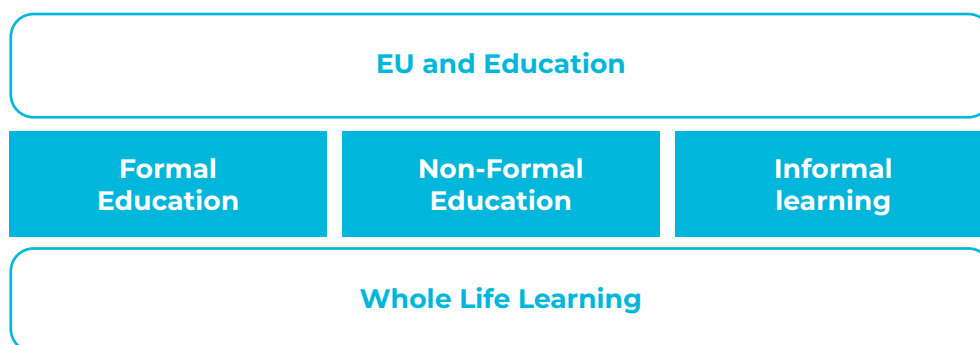 EU and Education
Formal
Education
Non-Formal
Education
Informal
learning
Whole Life Learning